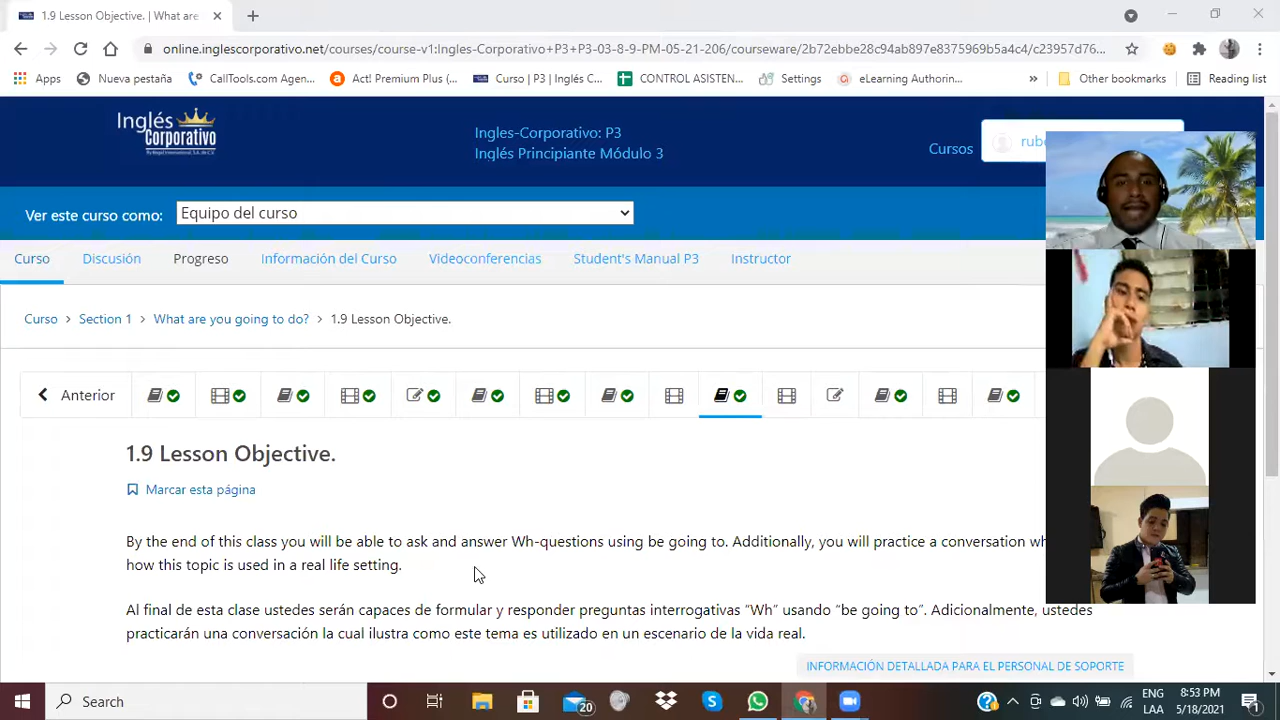 1.9 Lesson Objective. | What are
online.inglescorporativo.net/courses/course-v1:Ingles-Corporativo+P3+P3-03-8-9-PM-05-21-206/courseware/2b72ebbe28c94ab897e8375969b5a4c4/c23957d76...
Apps
Nueva pestaña
CallTools.com Agen...
Act! Premium Plus (...
Curso | P3 | Inglés C...
CONTROL ASISTEN...
Settings
eLearning Authorin...
»
Other bookmarks
Reading list
Inglés
Corporativo
Ingles-Corporativo: P3
Inglés Principiante Módulo 3
Cursos
rub
Ver este curso como:
Equipo del curso
Curso
Discusión
Progreso
Información del Curso
Videoconferencias
Student's Manual P3
Instructor
Curso > Section 1 > What are you going to do? > 1.9 Lesson Objective.
Anterior
1.9 Lesson Objective.
Marcar esta página
By the end of this class you will be able to ask and answer Wh-questions using be going to. Additionally, you will practice a conversation wh
how this topic is used in a real life setting.
Al final de esta clase ustedes serán capaces de formular y responder preguntas interrogativas “Wh” usando “be going to”. Adicionalmente, ustedes
practicarán una conversación la cual ilustra como este tema es utilizado en un escenario de la vida real.
INFORMACIÓN DETALLADA PARA EL PERSONAL DE SOPORTE
Search
20
ENG
LAA
8:53 PM
5/18/2021
1